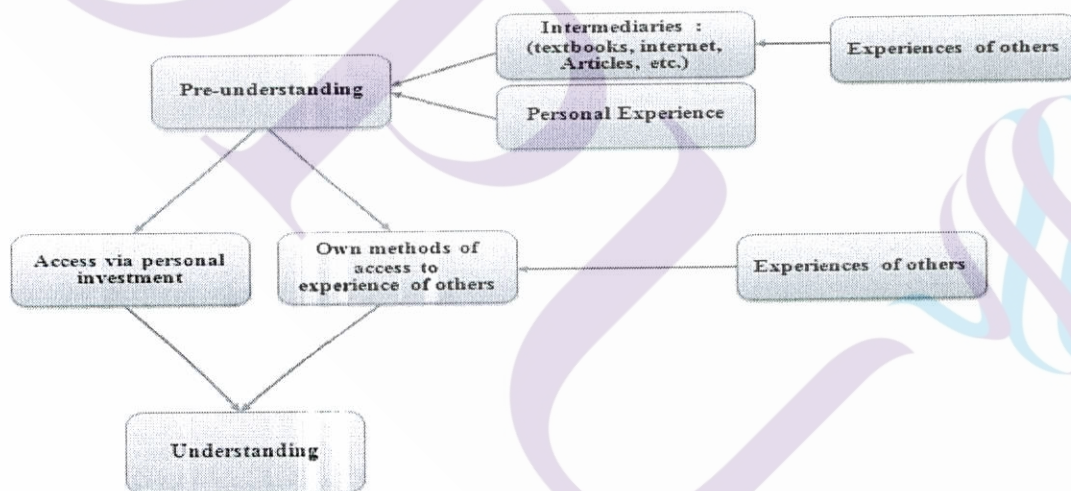 Intermediaries :
(textbooks, internet,
Articles, etc.)
Experiences of others
Pre-understanding
Personal Experience
Access via personal
investment
Own methods of
access to
experience of others
Experiences of others
Understanding